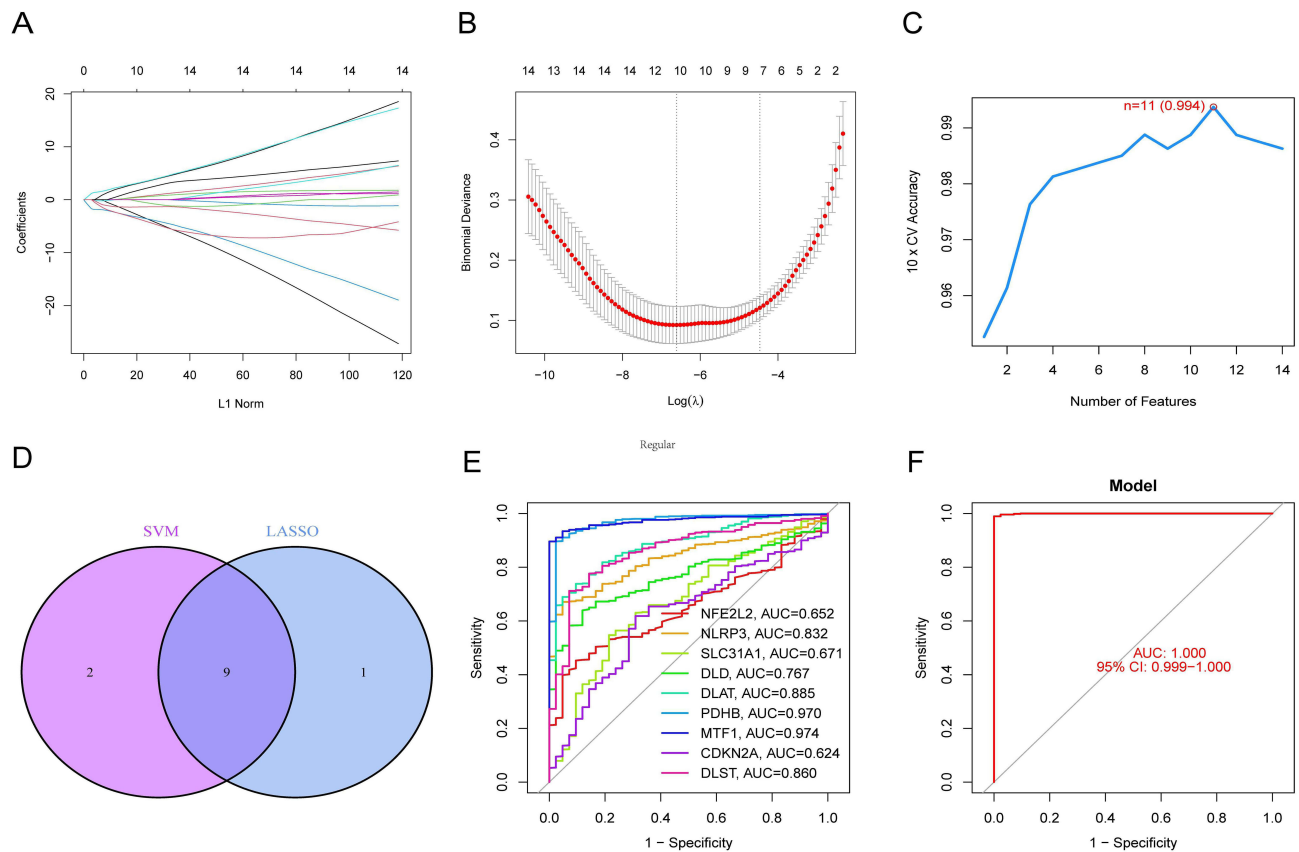 A
0 10 14 14 14 14 14
20
10
0
−10
−20
Coefficients
0 20 40 60 80 100 120
L1 Norm
B
14 13 14 14 14 14 12 10 10 9 9 7 6 5 2 2
0.4
0.3
0.2
0.1
Binomial Deviance
−10 −8 −6 −4
Log(λ)
C
n=11 (0.994)
0.99
0.98
0.97
0.96
10 x CV Accuracy
2 4 6 8 10 12 14
Number of Features
Regular
D
SVM LASSO
2 9 1
E
1.0
0.8
0.6
0.4
0.2
0.0
Sensitivity
NFE2L2, AUC=0.652
NLRP3, AUC=0.832
SLC31A1, AUC=0.671
DLD, AUC=0.767
DLAT, AUC=0.885
PDHB, AUC=0.970
MTF1, AUC=0.974
CDKN2A, AUC=0.624
DLST, AUC=0.860
0.0 0.2 0.4 0.6 0.8 1.0
1 − Specificity
F
Model
1.0
0.8
0.6
0.4
0.2
0.0
Sensitivity
AUC: 1.000
95% CI: 0.999−1.000
0.0 0.2 0.4 0.6 0.8 1.0
1 − Specificity